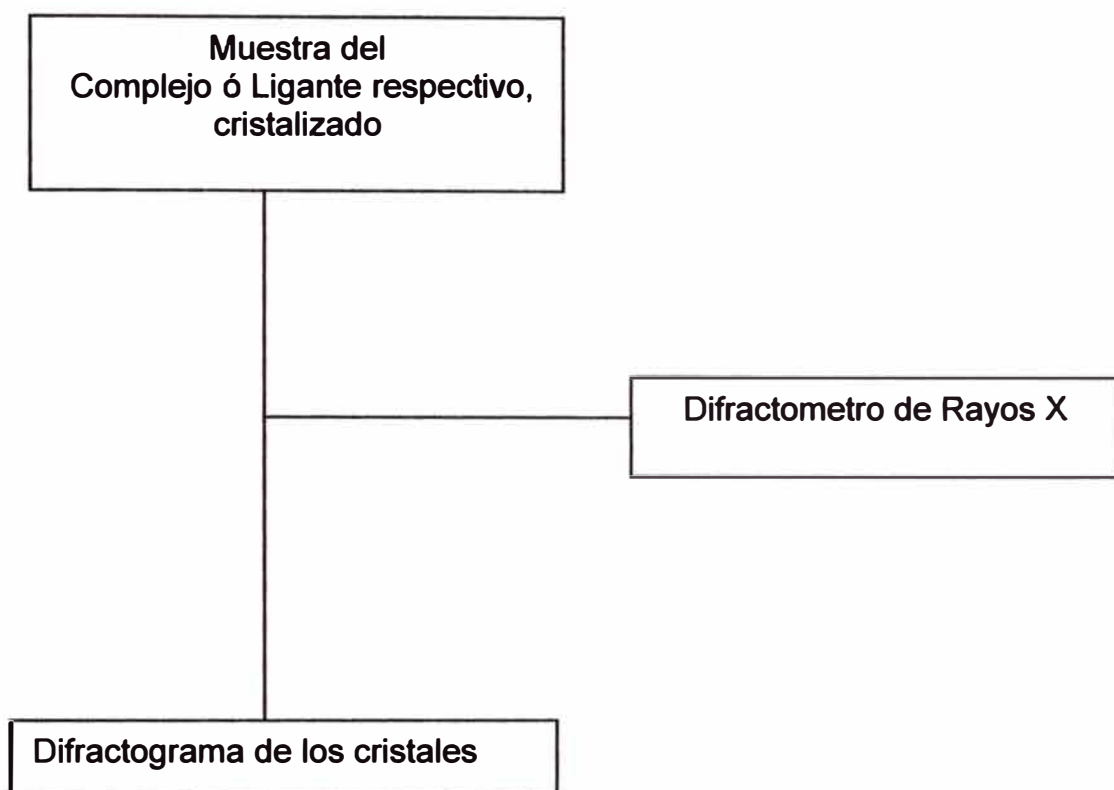 Muestra del
Complejo ó Ligante respectivo,
cristalizado
Difractometro de Rayos X
Difractograma de los cristales